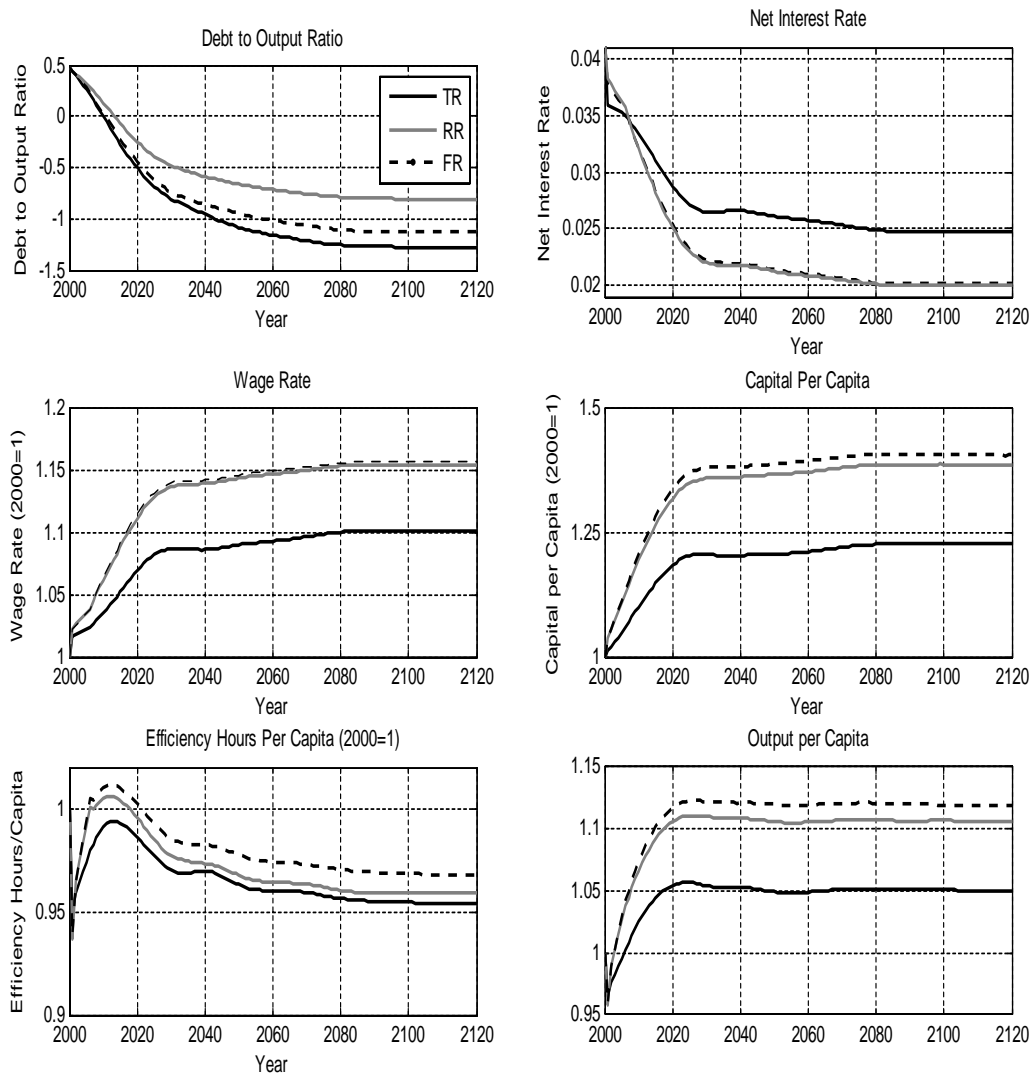 Debt to Output Ratio
Debt to Output Ratio
0.5
0
-0.5
-1
-1.5
2000 2020 2040 2060 2080 2100 2120
Year
TR
RR
FR
Net Interest Rate
Net Interest Rate
0.04
0.035
0.03
0.025
0.02
2000 2020 2040 2060 2080 2100 2120
Year
Wage Rate
Wage Rate (2000=1)
1.2
1.15
1.1
1.05
1
2000 2020 2040 2060 2080 2100 2120
Year
Capital Per Capita
Capital per Capita (2000=1)
1.5
1.25
1
2000 2020 2040 2060 2080 2100 2120
Year
Efficiency Hours Per Capita (2000=1)
Efficiency Hours/Capita
1
0.95
0.9
2000 2020 2040 2060 2080 2100 2120
Year
Output per Capita
1.15
1.1
1.05
1
0.95
2000 2020 2040 2060 2080 2100 2120
Year